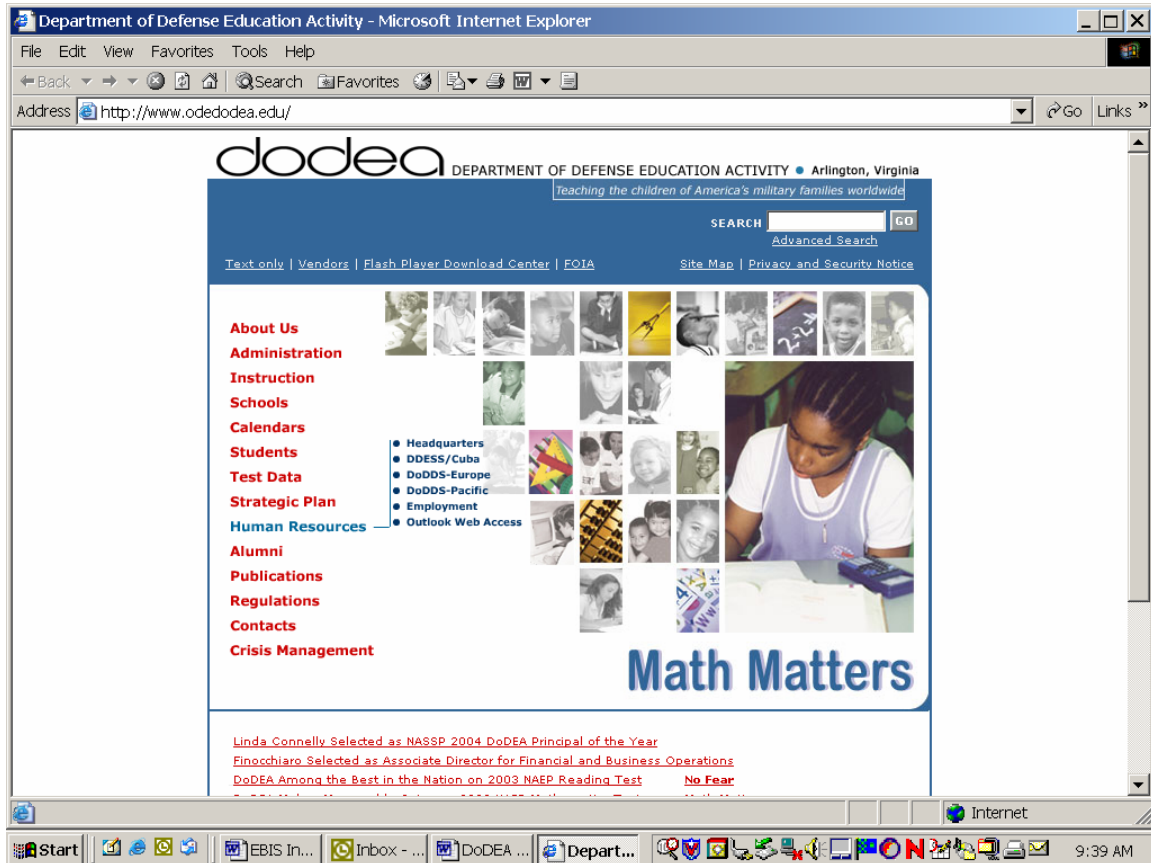 Department of Defense Education Activity - Microsoft Internet Explorer
File Edit View Favorites Tools Help
Back Search Favorites
Address http://www.odedodea.edu/ Go Links »
dodea DEPARTMENT OF DEFENSE EDUCATION ACTIVITY • Arlington, Virginia
Teaching the children of America's military families worldwide
SEARCH GO
Advanced Search
Text only | Vendors | Flash Player Download Center | FOIA Site Map | Privacy and Security Notice
About Us
Administration
Instruction
Schools
Calendars
Students
Test Data
Strategic Plan
Human Resources
Alumni
Publications
Regulations
Contacts
Crisis Management
• Headquarters
• DDESS/Cuba
• DoDDS-Europe
• DoDDS-Pacific
• Employment
• Outlook Web Access
Math Matters
Linda Connelly Selected as NASSP 2004 DoDEA Principal of the Year
Finocchiaro Selected as Associate Director for Financial and Business Operations
DoDEA Among the Best in the Nation on 2003 NAEP Reading Test No Fear
Internet
Start EBIS In... Inbox - ... DoDEA ... Depart... 9:39 AM